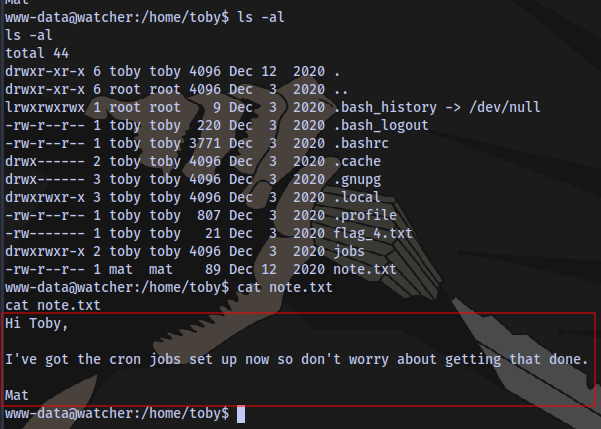 Mat
www-data@watcher:/home/toby$ ls -al
ls -al
total 44
drwxr-xr-x 6 toby toby 4096 Dec 12  2020 .
drwxr-xr-x 6 root root 4096 Dec  3  2020 ..
lrwxrwxrwx 1 root root    9 Dec  3  2020 .bash_history -> /dev/null
-rw-r--r-- 1 toby toby  220 Dec  3  2020 .bash_logout
-rw-r--r-- 1 toby toby 3771 Dec  3  2020 .bashrc
drwx------ 2 toby toby 4096 Dec  3  2020 .cache
drwx------ 3 toby toby 4096 Dec  3  2020 .gnupg
drwxrwxr-x 3 toby toby 4096 Dec  3  2020 .local
-rw-r--r-- 1 toby toby  807 Dec  3  2020 .profile
-rw------- 1 toby toby   21 Dec  3  2020 flag_4.txt
drwxrwxr-x 2 toby toby 4096 Dec  3  2020 jobs
-rw-r--r-- 1 mat  mat    89 Dec 12  2020 note.txt
www-data@watcher:/home/toby$ cat note.txt
cat note.txt
Hi Toby,
I've got the cron jobs set up now so don't worry about getting that done.
Mat
www-data@watcher:/home/toby$